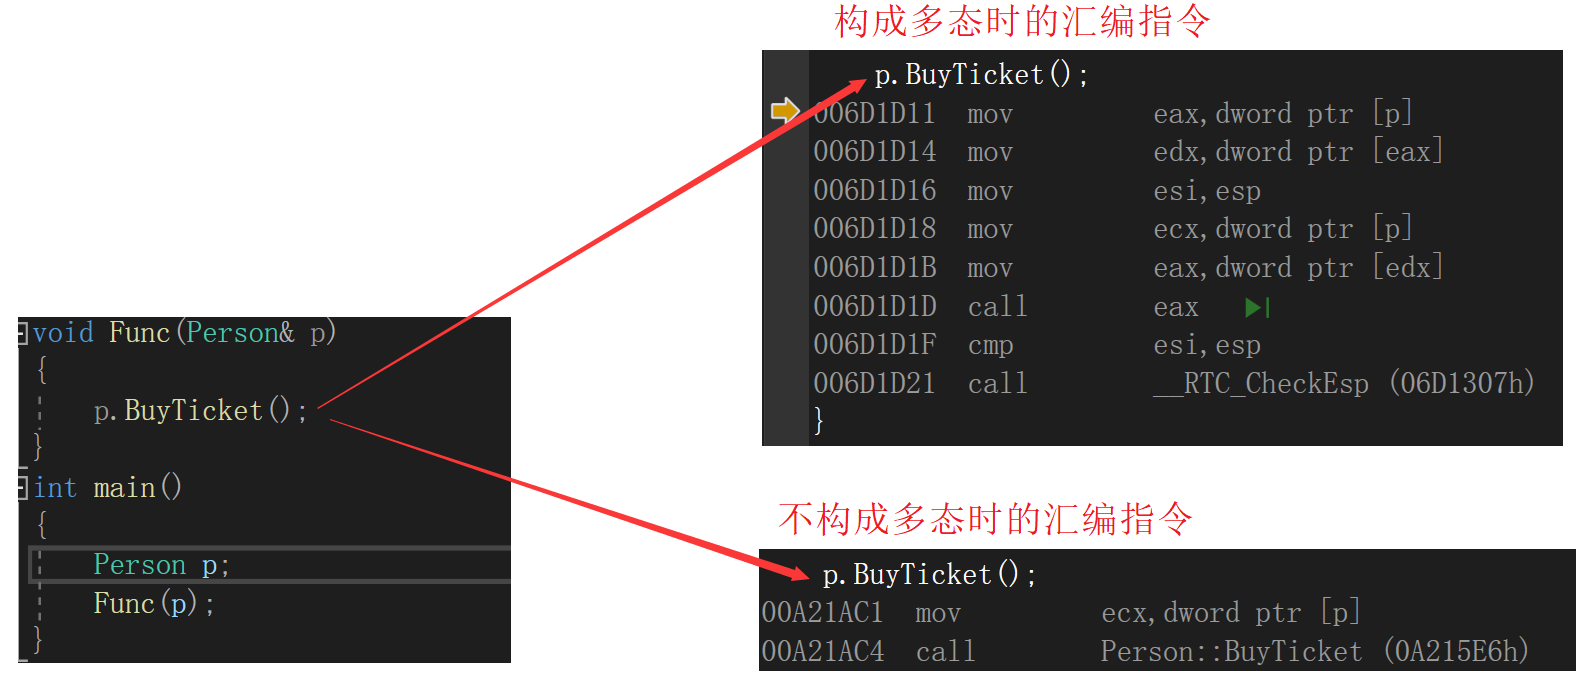 构成多态时的汇编指令
p.BuyTicket();
006D1D11 mov eax,dword ptr [p]
006D1D14 mov edx,dword ptr [eax]
006D1D16 mov esi,esp
006D1D18 mov ecx,dword ptr [p]
006D1D1B mov eax,dword ptr [edx]
006D1D1D call eax
006D1D1F cmp esi,esp
006D1D21 call __RTC_CheckEsp (06D1307h)
}
void Func(Person& p)
{
p.BuyTicket();
}
int main()
{
Person p;
Func(p);
}
不构成多态时的汇编指令
p.BuyTicket();
00A21AC1 mov ecx,dword ptr [p]
00A21AC4 call Person::BuyTicket (0A215E6h)